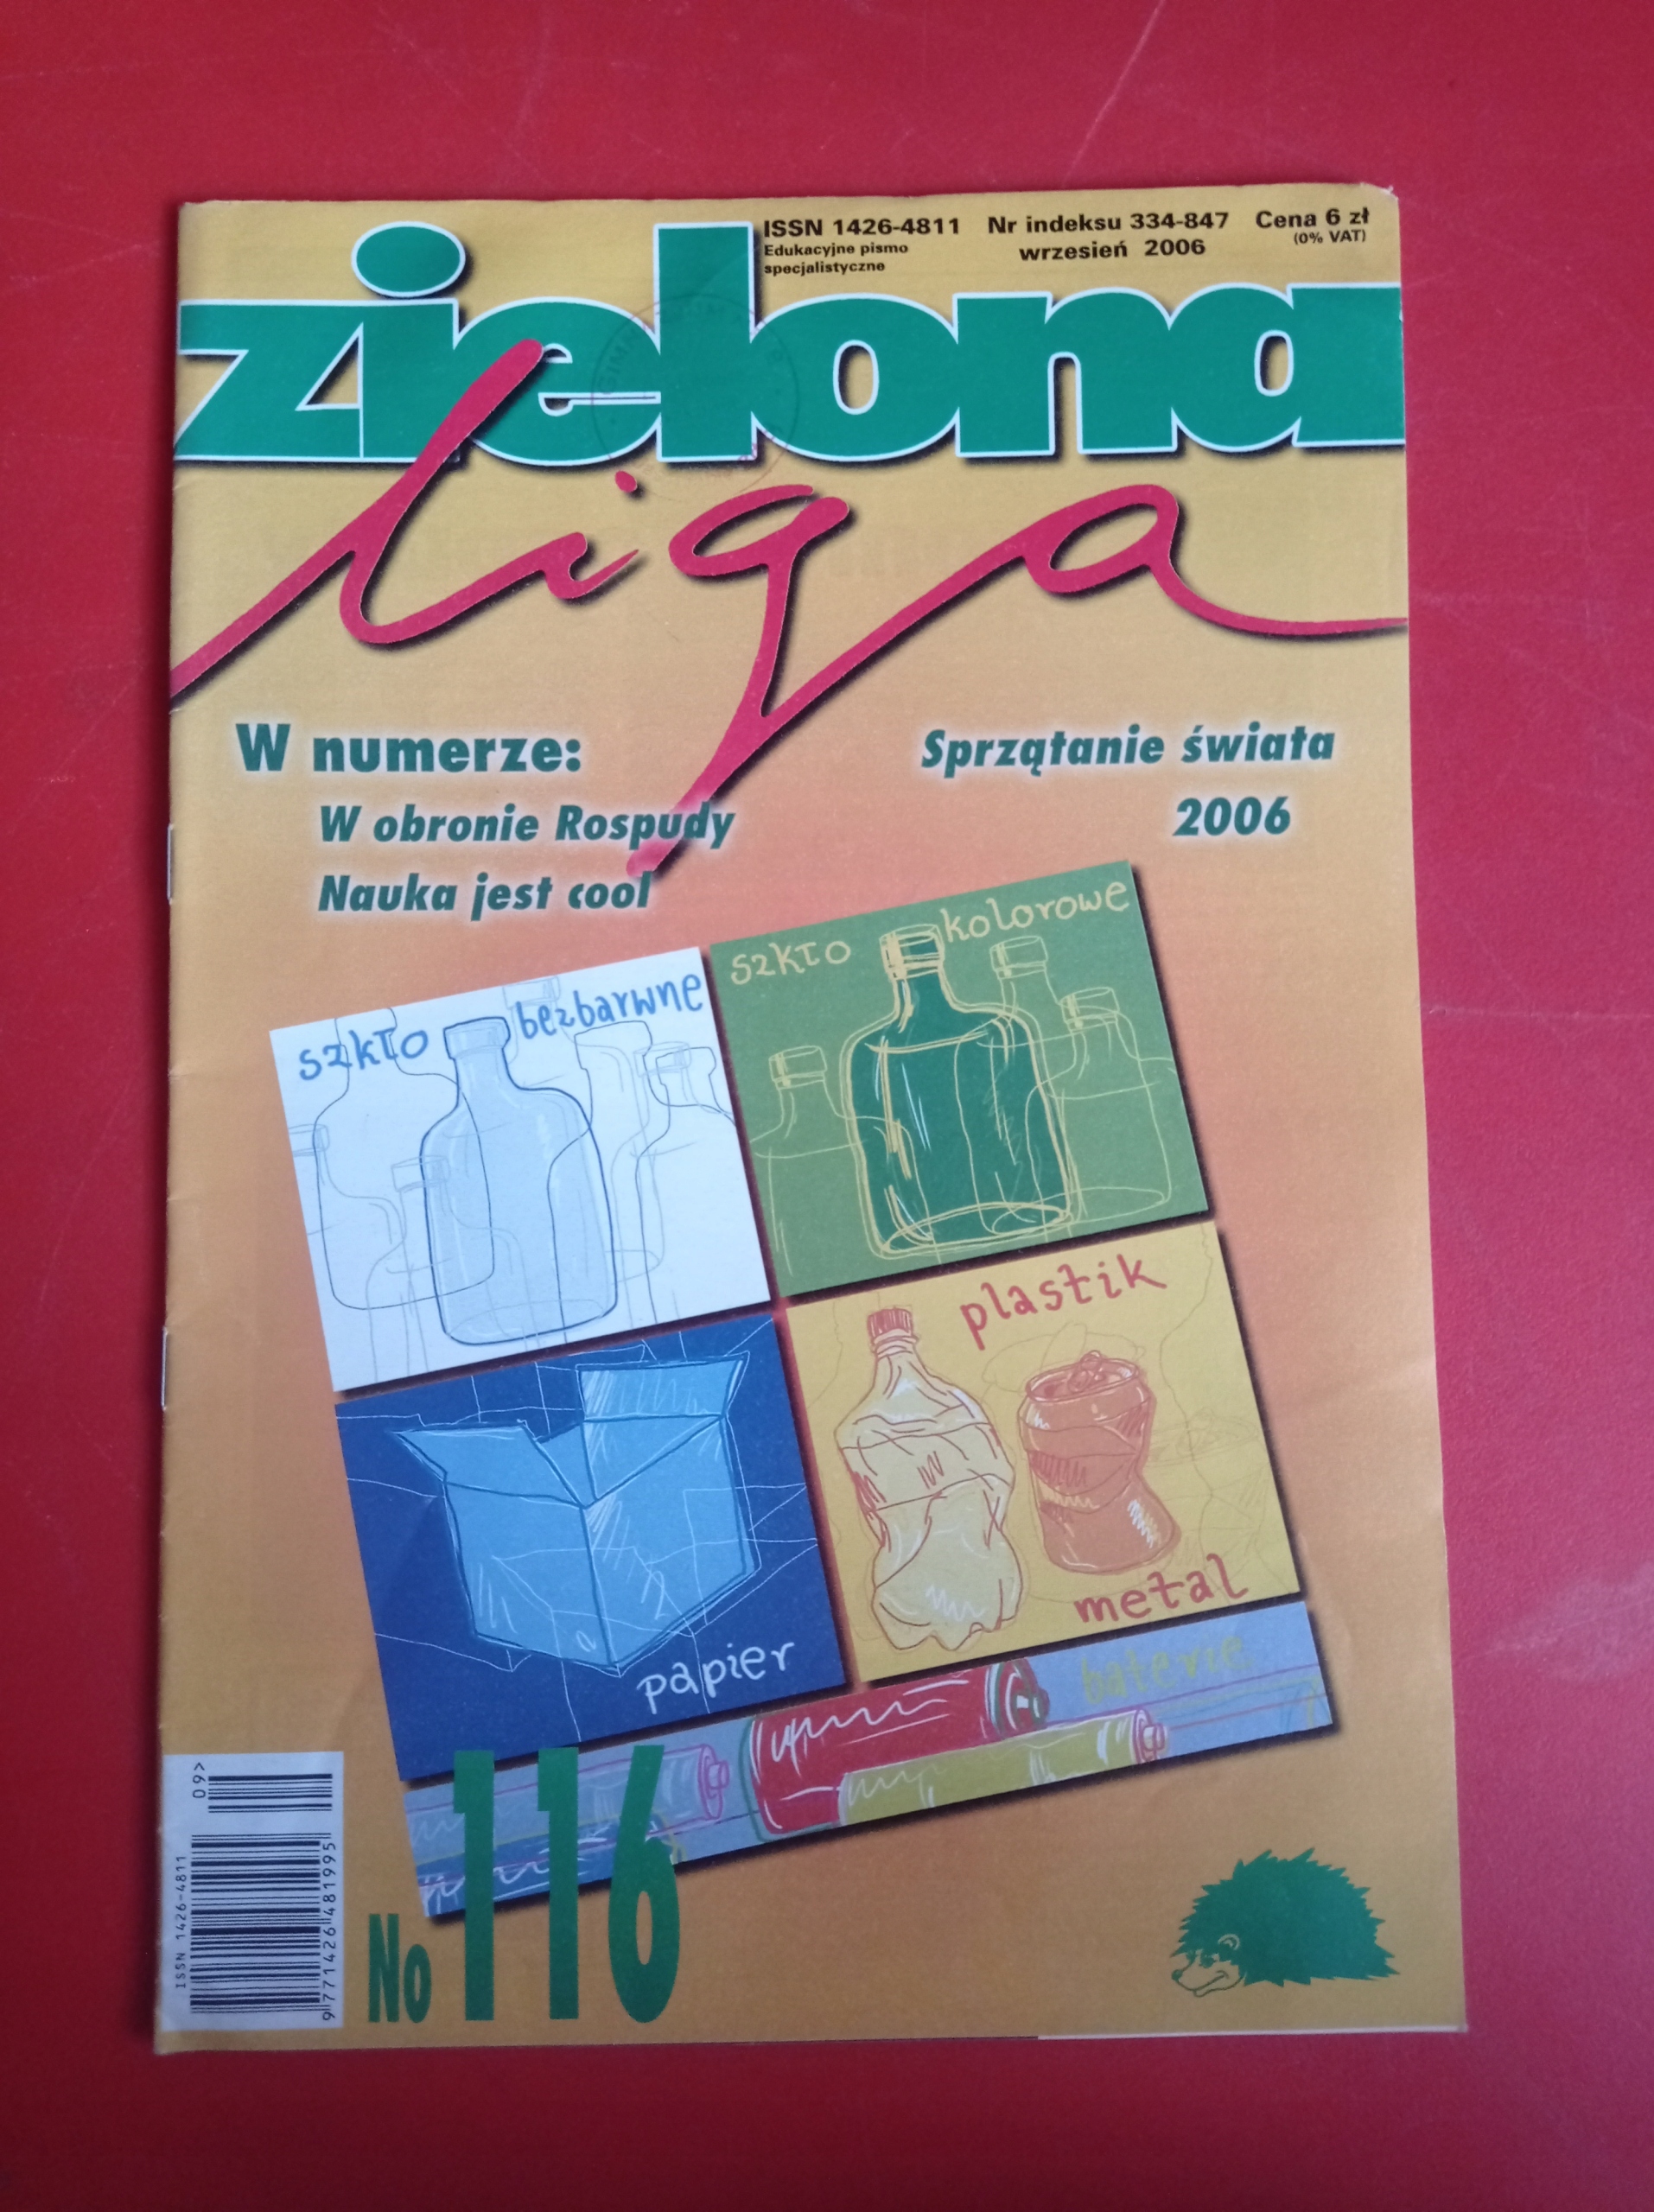 ISSN 1426-4811 Nr indeksu 334-847 Cena 6 zł
Edukacyjne pismo
specjalistyczne
wrzesień 2006
(0% VAT)
zielona
liga
W numerze:
W obronie Rospudy
Nauka jest cool
Sprzątanie świata
2006
szkło bezbarwne
szkło kolorowe
papier
plastik
metal
baterie
No 116
ISSN 1426-4811
09>
9 771426 481995